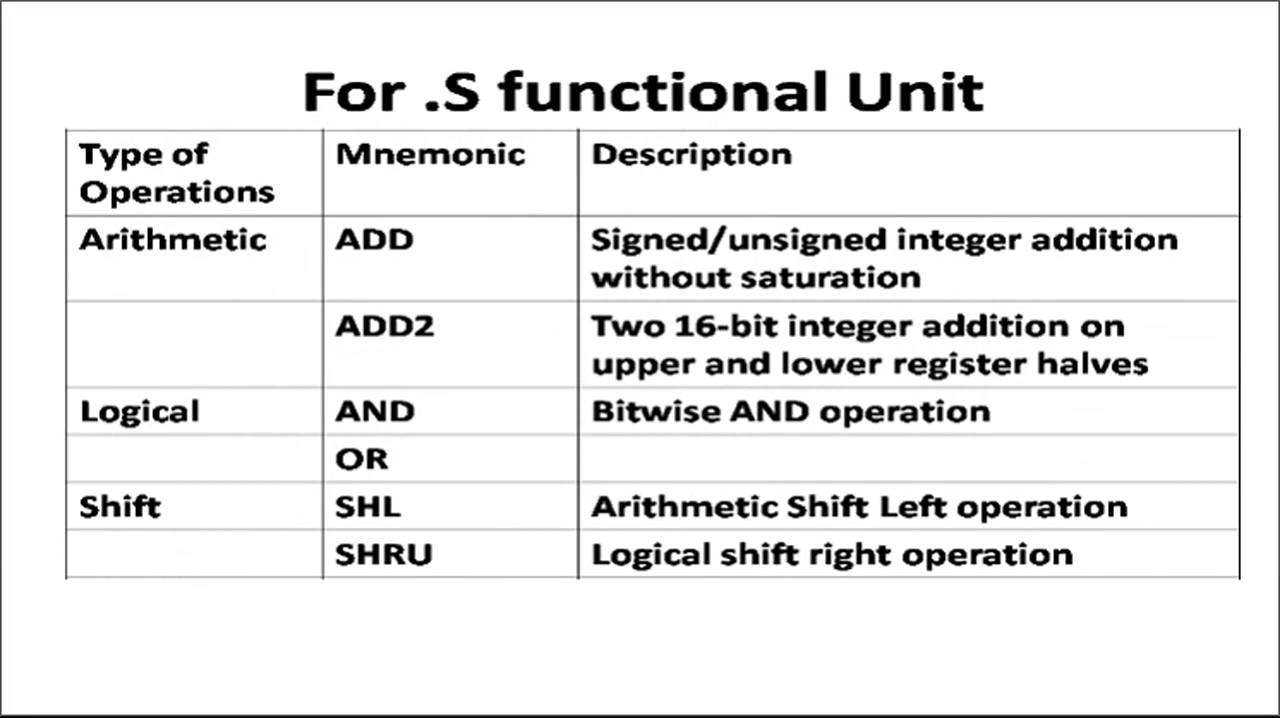 For .S functional Unit
Type of Operations Mnemonic Description
Arithmetic ADD Signed/unsigned integer addition without saturation
ADD2 Two 16-bit integer addition on upper and lower register halves
Logical AND Bitwise AND operation
OR
Shift SHL Arithmetic Shift Left operation
SHRU Logical shift right operation